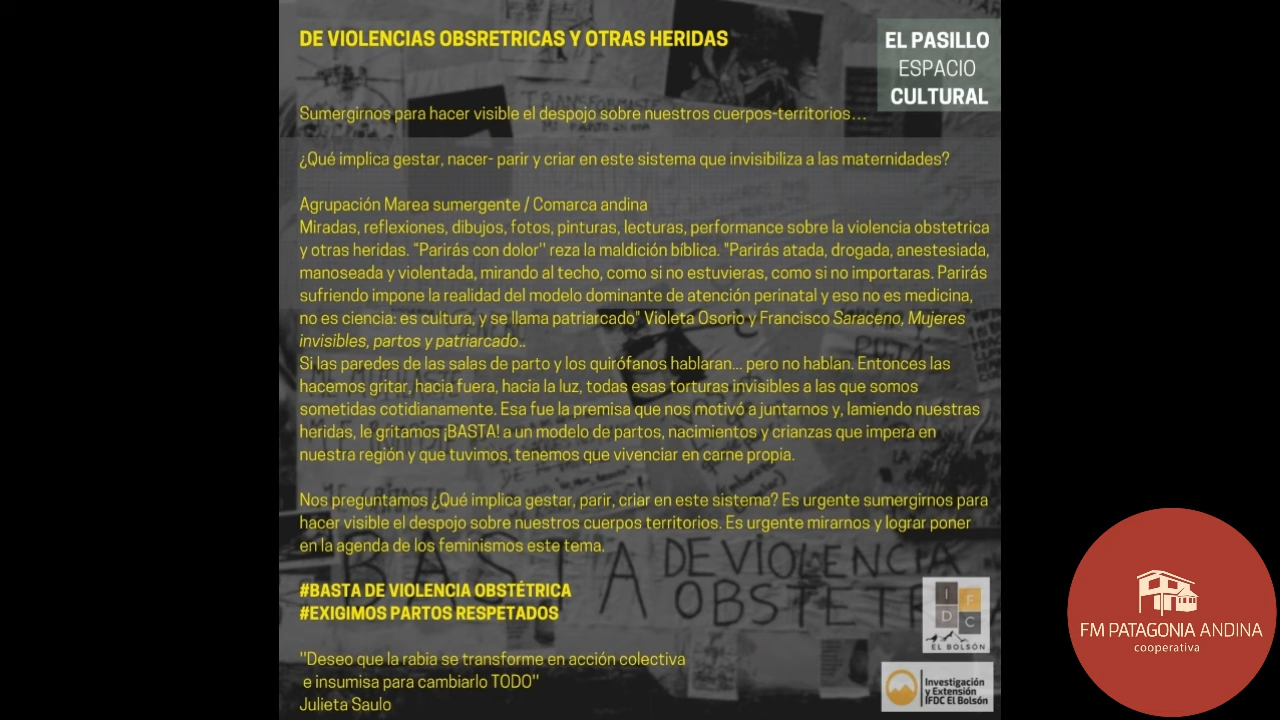 DE VIOLENCIAS OBSRETRICAS Y OTRAS HERIDAS
EL PASILLO
ESPACIO
CULTURAL
Sumergirnos para hacer visible el despojo sobre nuestros cuerpos-territorios...
¿Qué implica gestar, nacer- parir y criar en este sistema que invisibiliza a las maternidades?
Agrupación Marea sumergente / Comarca andina
Miradas, reflexiones, dibujos, fotos, pinturas, lecturas, performance sobre la violencia obstetrica
y otras heridas. "Parirás con dolor" reza la maldición bíblica. "Parirás atada, drogada, anestesiada,
manoseada y violentada, mirando al techo, como si no estuvieras, como si no importaras. Parirás
sufriendo impone la realidad del modelo dominante de atención perinatal y eso no es medicina,
no es ciencia: es cultura, y se llama patriarcado" Violeta Osorio y Francisco Saraceno, Mujeres
invisibles, partos y patriarcado..
Si las paredes de las salas de parto y los quirófanos hablaran... pero no hablan. Entonces las
hacemos gritar, hacia fuera, hacia la luz, todas esas torturas invisibles a las que somos
sometidas cotidianamente. Esa fue la premisa que nos motivó a juntarnos y, lamiendo nuestras
heridas, le gritamos ¡BASTA! a un modelo de partos, nacimientos y crianzas que impera en
nuestra región y que tuvimos, tenemos que vivenciar en carne propia.
Nos preguntamos ¿Qué implica gestar, parir, criar en este sistema? Es urgente sumergirnos para
hacer visible el despojo sobre nuestros cuerpos territorios. Es urgente mirarnos y lograr poner
en la agenda de los feminismos este tema.
BASTA DE VIOLENCIA
OBSTETR
#BASTA DE VIOLENCIA OBSTÉTRICA
#EXIGIMOS PARTOS RESPETADOS
"Deseo que la rabia se transforme en acción colectiva
e insumisa para cambiarlo TODO"
Julieta Saulo
I F
D C
EL BOLSÓN
Investigación
y Extensión
IFDC El Bolsón
FM PATAGONIA ANDINA
cooperativa